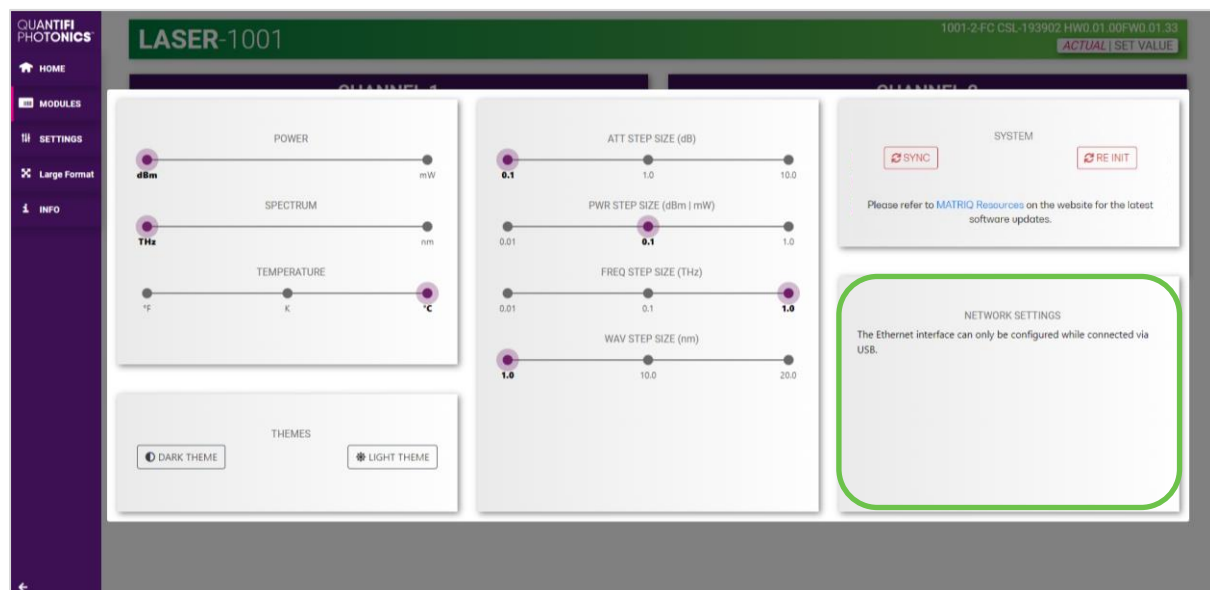 QUANTIFI
PHOTONICS
HOME
MODULES
SETTINGS
Large Format
INFO
LASER-1001
1001-2-FC CSL-193902 HW0.01.00FW0.01.33
ACTUAL | SET VALUE
CHANNEL 1
CHANNEL 2
POWER
dBm mW
SPECTRUM
THz nm
TEMPERATURE
°F K °C
THEMES
DARK THEME LIGHT THEME
ATT STEP SIZE (dB)
0.1 1.0 10.0
PWR STEP SIZE (dBm | mW)
0.01 0.1 1.0
FREQ STEP SIZE (THz)
0.01 0.1 1.0
WAV STEP SIZE (nm)
1.0 10.0 20.0
SYSTEM
SYNC RE INIT
Please refer to MATRIQ Resources on the website for the latest
software updates.
NETWORK SETTINGS
The Ethernet interface can only be configured while connected via
USB.